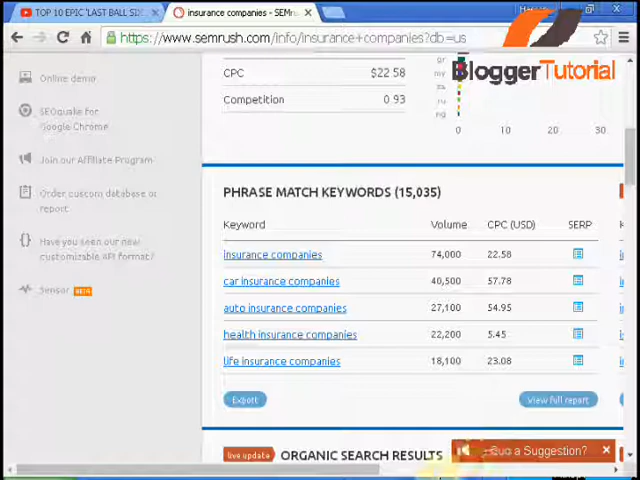 TOP 10 EPIC 'LAST BALL SIX
insurance companies - SEMr
https://www.semrush.com/info/insurance+companies?db=us
BloggerTutorial
Online demo
SEOquake for
Google Chrome
Join our Affiliate Program
Order custom database or
report
Have you seen our new
customizable API format?
Sensor BETA
CPC $22.58
Competition 0.93
0 10 20 30
PHRASE MATCH KEYWORDS (15,035)
Keyword Volume CPC (USD) SERP
insurance companies 74,000 22.58
car insurance companies 40,500 57.78
auto insurance companies 27,100 54.95
health insurance companies 22,200 5.45
life insurance companies 18,100 23.08
Export View full report
live update ORGANIC SEARCH RESULTS
a Suggestion?